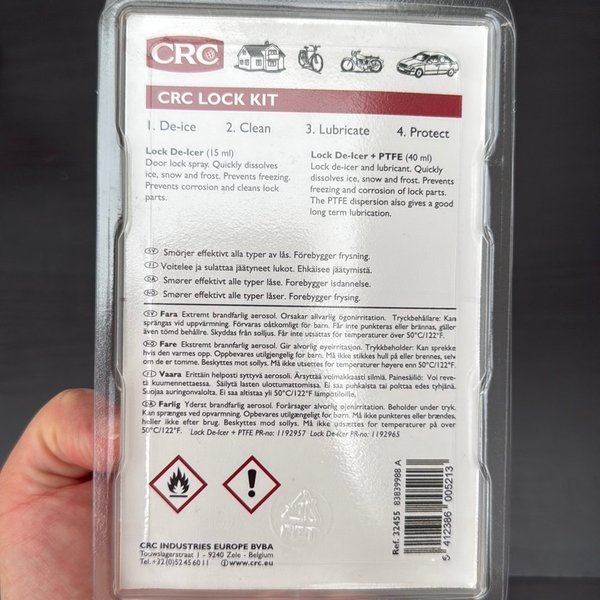 CRC
CRC LOCK KIT
1. De-ice 2. Clean 3. Lubricate 4. Protect
Lock De-Icer (15 ml)
Door lock spray. Quickly dissolves
ice, snow and frost. Prevents freezing.
Prevents corrosion and cleans lock
parts.
Lock De-Icer + PTFE (40 ml)
Lock de-icer and lubricant. Quickly
dissolves ice, snow and frost. Prevents
freezing and corrosion of lock parts.
The PTFE dispersion also gives a good
long term lubrication.
SV Smörjer effektivt alla typer av lås. Förebygger frysning.
FI Voitelee ja sulattaa jäätyneet lukot. Ehkäisee jäätymistä.
DA Smører effektivt alle typer låse. Forebygger isdannelse.
NO Smører effektivt alle typer låser. Forebygger frysing.
SV Fara Extremt brandfarlig aerosol. Orsakar allvarlig ögonirritation. Tryckbehållare: Kan
sprängas vid uppvärmning. Förvaras oåtkomligt för barn. Får inte punkteras eller brännas, gäller
även tömd behållare. Skyddas från solljus. Får inte utsättas för temperaturer över 50°C/122°F.
NO Fare Ekstremt brannfarlig aerosol. Gir alvorlig øyeirritasjon. Trykkbeholder: Kan sprekke
hvis den varmes opp. Oppbevares utilgjengelig for barn. Må ikke stikkes hull på eller brennes, selv
om de er tomme. Beskyttes mot sollys. Må ikke utsettes for temperaturer høyere enn 50°C/122°F.
FI Vaara Erittäin helposti syttyvä aerosoli. Ärsyttää voimakkaasti silmiä. Painesäiliö: Voi reve-
tä kuumennettaessa. Säilytä lasten ulottumattomissa. Ei saa puhkaista tai polttaa edes tyhjänä.
Suojaa auringonvalolta. Ei saa altistaa yli 50°C/122°F lämpötiloille.
DA Farlig Yderst brandfarlig aerosol. Forårsager alvorlig øjenirritation. Beholder under tryk.
Kan sprænges ved opvarmning. Opbevares utilgængeligt for barn. Må ikke punkteres eller brændes,
heller ikke efter brug. Beskyttes mod sollys. Må ikke udsættes for temperaturer på over
50°C/122°F. Lock De-Icer + PTFE PR-no: 1192957 Lock De-Icer PR-no: 1192965
CRC INDUSTRIES EUROPE BVBA
Touwslagerstraat 1 - 9240 Zele - Belgium
Tel. +32(0)52 45 60 11 www.crc.eu
Ref. 32455 83839988 A
5 412386 005213